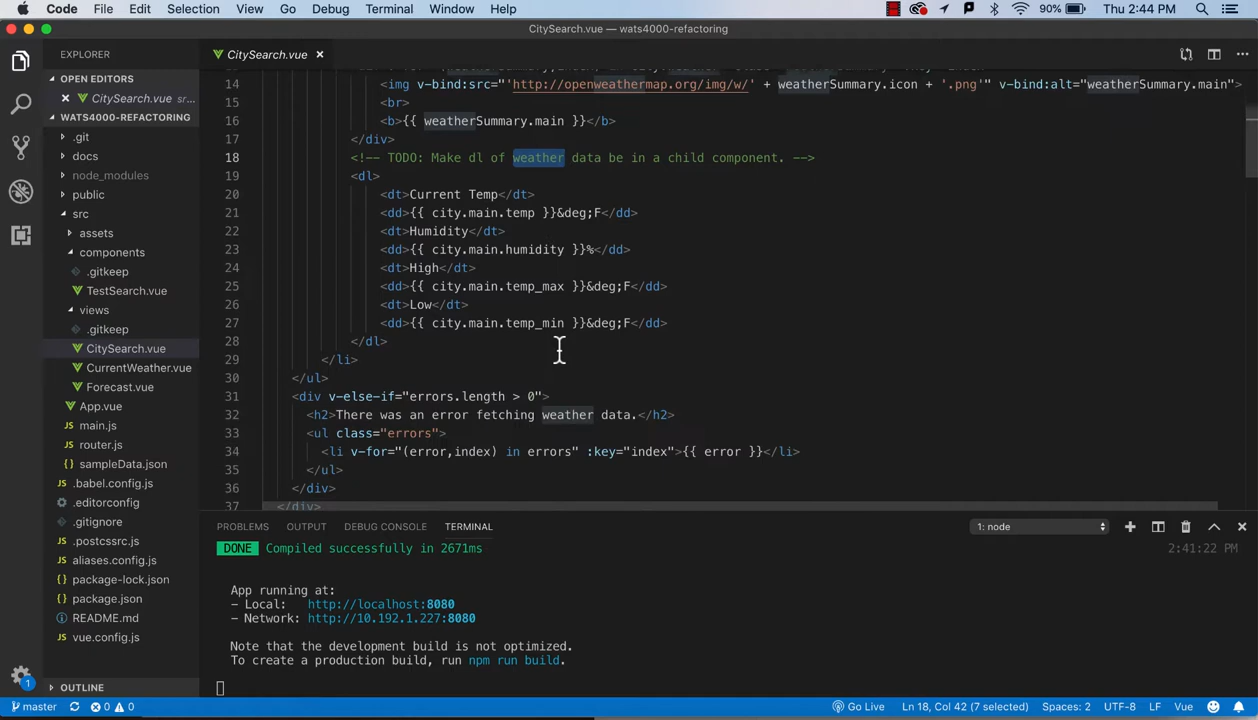 Code File Edit Selection View Go Debug Terminal Window Help 90% Thu 2:44 PM
CitySearch.vue — wats4000-refactoring
EXPLORER
OPEN EDITORS
CitySearch.vue src...
WATS4000-REFACTORING
.git
docs
node_modules
public
src
assets
components
.gitkeep
TestSearch.vue
views
.gitkeep
CitySearch.vue
CurrentWeather.vue
Forecast.vue
App.vue
main.js
router.js
sampleData.json
.babel.config.js
.editorconfig
.gitignore
.postcssrc.js
aliases.config.js
package-lock.json
package.json
README.md
vue.config.js
OUTLINE
CitySearch.vue
14 <img v-bind:src="'http://openweathermap.org/img/w/' + weatherSummary.icon + '.png'" v-bind:alt="weatherSummary.main">
15 <br>
16 <b>{{ weatherSummary.main }}</b>
17 </div>
18 <!-- TODO: Make dl of weather data be in a child component. -->
19 <dl>
20 <dt>Current Temp</dt>
21 <dd>{{ city.main.temp }}&deg;F</dd>
22 <dt>Humidity</dt>
23 <dd>{{ city.main.humidity }}%</dd>
24 <dt>High</dt>
25 <dd>{{ city.main.temp_max }}&deg;F</dd>
26 <dt>Low</dt>
27 <dd>{{ city.main.temp_min }}&deg;F</dd>
28 </dl>
29 </li>
30 </ul>
31 <div v-else-if="errors.length > 0">
32 <h2>There was an error fetching weather data.</h2>
33 <ul class="errors">
34 <li v-for="(error,index) in errors" :key="index">{{ error }}</li>
35 </ul>
36 </div>
37 </div>
PROBLEMS OUTPUT DEBUG CONSOLE TERMINAL 1: node
DONE Compiled successfully in 2671ms 2:41:22 PM
App running at:
- Local: http://localhost:8080
- Network: http://10.192.1.227:8080
Note that the development build is not optimized.
To create a production build, run npm run build.
master 0 0 Go Live Ln 18, Col 42 (7 selected) Spaces: 2 UTF-8 LF Vue
1